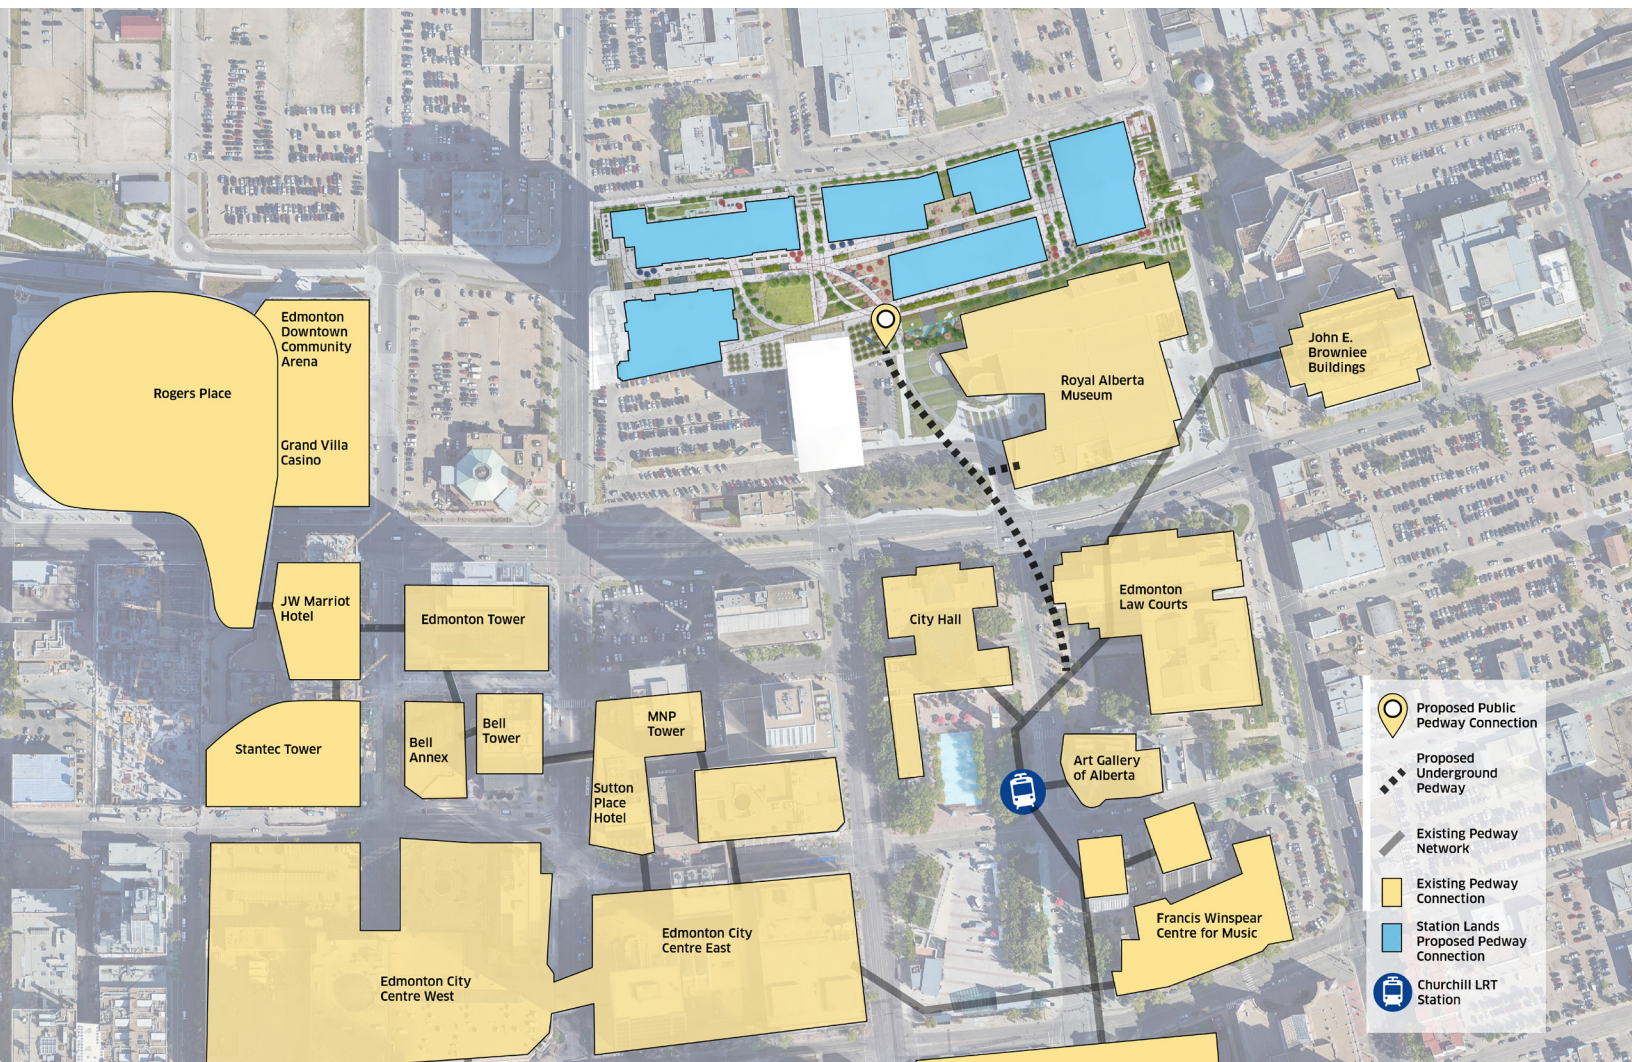 Edmonton
Downtown
Community
Arena
Rogers Place
Grand Villa
Casino
John E.
Browniee
Buildings
Royal Alberta
Museum
JW Marriot
Hotel
Edmonton Tower
City Hall
Edmonton
Law Courts
Stantec Tower
Bell
Annex
Bell
Tower
MNP
Tower
Sutton
Place
Hotel
Art Gallery
of Alberta
Edmonton City
Centre West
Edmonton City
Centre East
Francis Winspear
Centre for Music
Proposed Public
Pedway Connection
Proposed
Underground
Pedway
Existing Pedway
Network
Existing Pedway
Connection
Station Lands
Proposed Pedway
Connection
Churchill LRT
Station